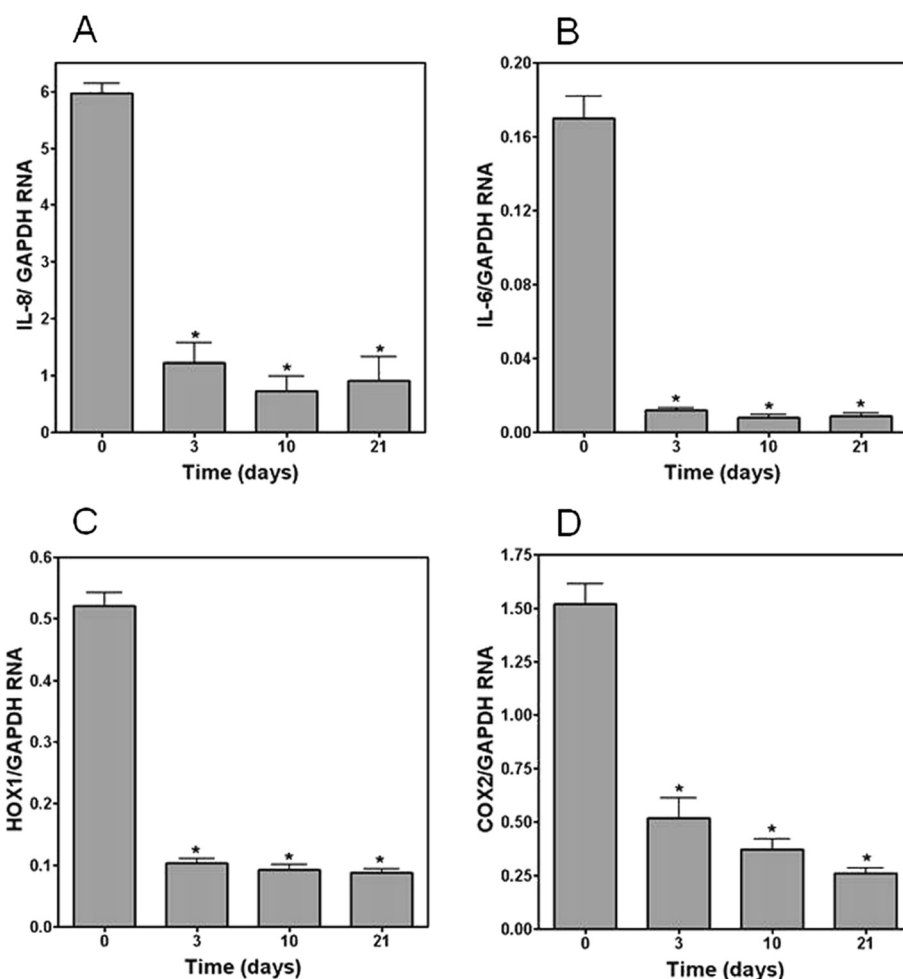 A
IL-8/ GAPDH RNA
6
5
4
3
2
1
0
*
*
*
0 3 10 21
Time (days)
B
IL-6/GAPDH RNA
0.20
0.16
0.12
0.08
0.04
0.00
*
*
*
0 3 10 21
Time (days)
C
HOX1/GAPDH RNA
0.6
0.5
0.4
0.3
0.2
0.1
0.0
*
*
*
0 3 10 21
Time (days)
D
COX2/GAPDH RNA
1.75
1.50
1.25
1.00
0.75
0.50
0.25
0.00
*
*
*
0 3 10 21
Time (days)